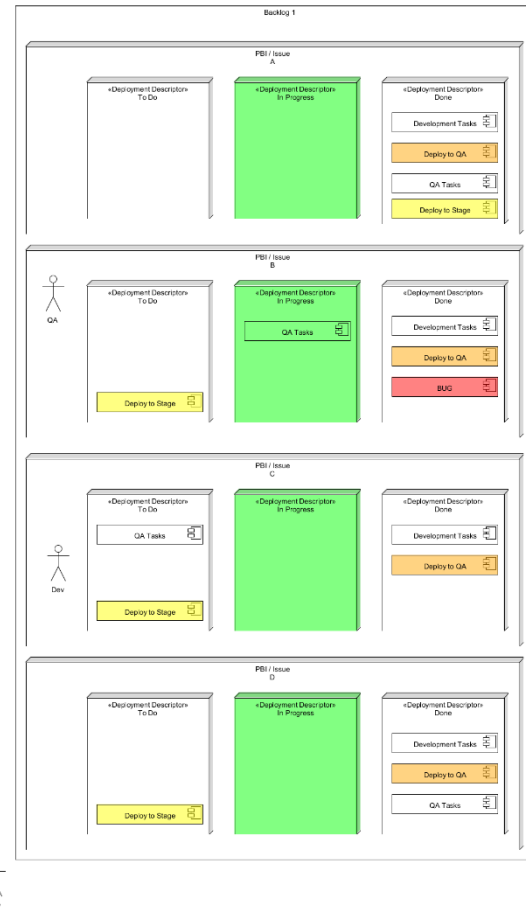 Backlog 1
PBI / Issue
A
«Deployment Descriptor»
To Do
«Deployment Descriptor»
In Progress
«Deployment Descriptor»
Done
Development Tasks
Deploy to QA
QA Tasks
Deploy to Stage
PBI / Issue
B
QA
«Deployment Descriptor»
To Do
Deploy to Stage
«Deployment Descriptor»
In Progress
QA Tasks
«Deployment Descriptor»
Done
Development Tasks
Deploy to QA
BUG
PBI / Issue
C
Dev
«Deployment Descriptor»
To Do
QA Tasks
Deploy to Stage
«Deployment Descriptor»
In Progress
«Deployment Descriptor»
Done
Development Tasks
Deploy to QA
PBI / Issue
D
«Deployment Descriptor»
To Do
Deploy to Stage
«Deployment Descriptor»
In Progress
«Deployment Descriptor»
Done
Development Tasks
Deploy to QA
QA Tasks